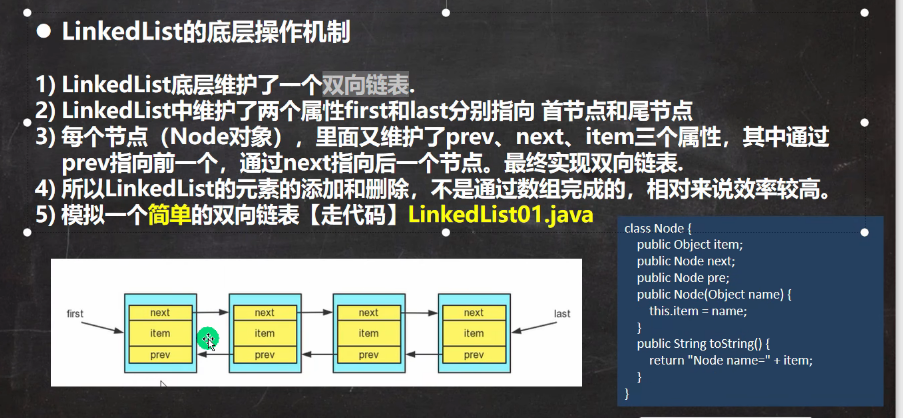 ● LinkedList的底层操作机制
1) LinkedList底层维护了一个双向链表.
2) LinkedList中维护了两个属性first和last分别指向 首节点和尾节点
3) 每个节点（Node对象），里面又维护了prev、next、item三个属性，其中通过
prev指向前一个，通过next指向后一个节点。最终实现双向链表.
4) 所以LinkedList的元素的添加和删除，不是通过数组完成的，相对来说效率较高。
5) 模拟一个简单的双向链表【走代码】LinkedList01.java
first
next
item
prev
next
item
prev
next
item
prev
next
item
prev
last
class Node {
public Object item;
public Node next;
public Node pre;
public Node(Object name) {
this.item = name;
}
public String toString() {
return "Node name=" + item;
}
}